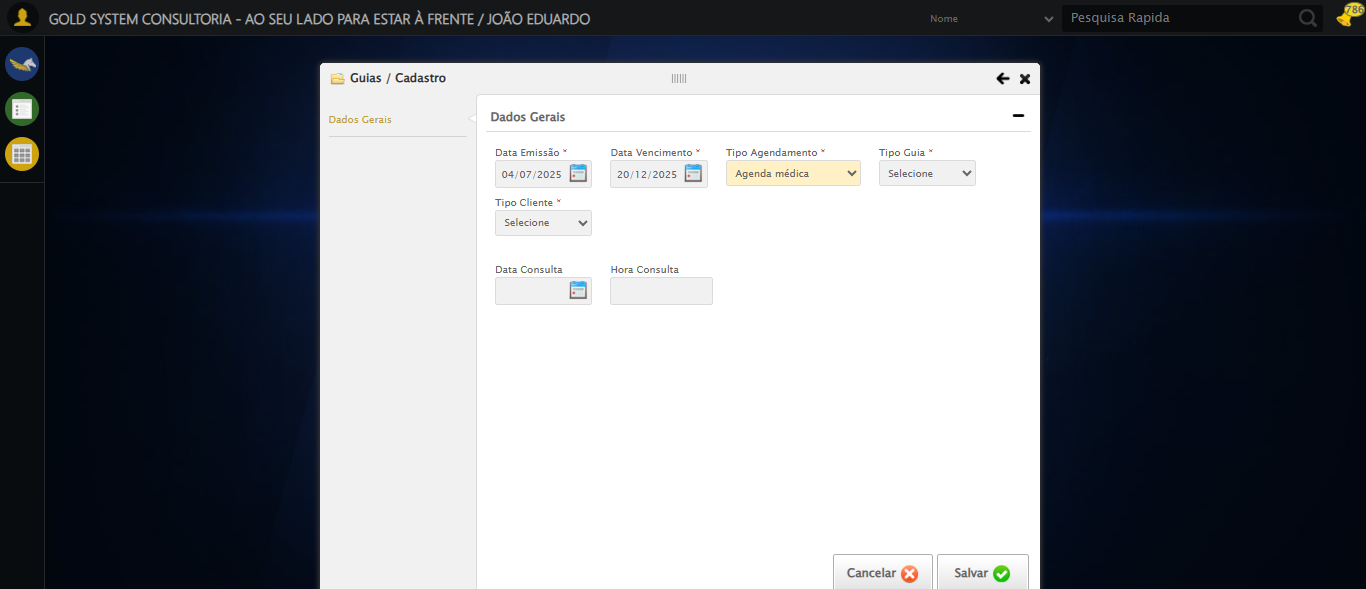 GOLD SYSTEM CONSULTORIA - AO SEU LADO PARA ESTAR À FRENTE / JOÃO EDUARDO
Nome
Pesquisa Rapida
786
Guias / Cadastro
Dados Gerais
Dados Gerais
Data Emissão * Data Vencimento * Tipo Agendamento * Tipo Guia *
04/07/2025 20/12/2025 Agenda médica Selecione
Tipo Cliente *
Selecione
Data Consulta Hora Consulta
Cancelar Salvar